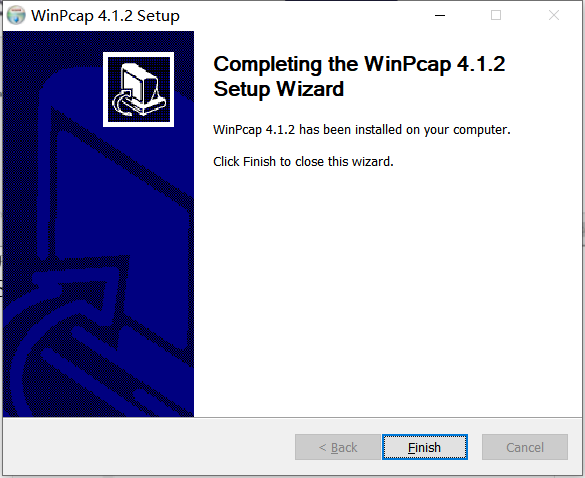 WinPcap 4.1.2 Setup
Completing the WinPcap 4.1.2
Setup Wizard
WinPcap 4.1.2 has been installed on your computer.
Click Finish to close this wizard.
< Back
Finish
Cancel